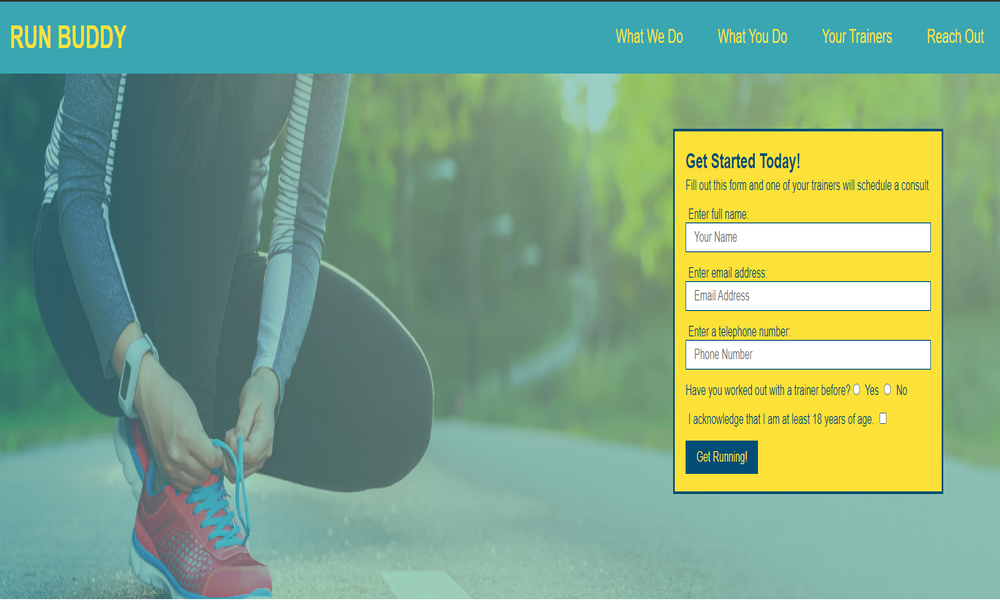 RUN BUDDY
What We Do What You Do Your Trainers Reach Out
Get Started Today!
Fill out this form and one of your trainers will schedule a consult
Enter full name:
Your Name
Enter email address:
Email Address
Enter a telephone number:
Phone Number
Have you worked out with a trainer before? Yes No
I acknowledge that I am at least 18 years of age.
Get Running!